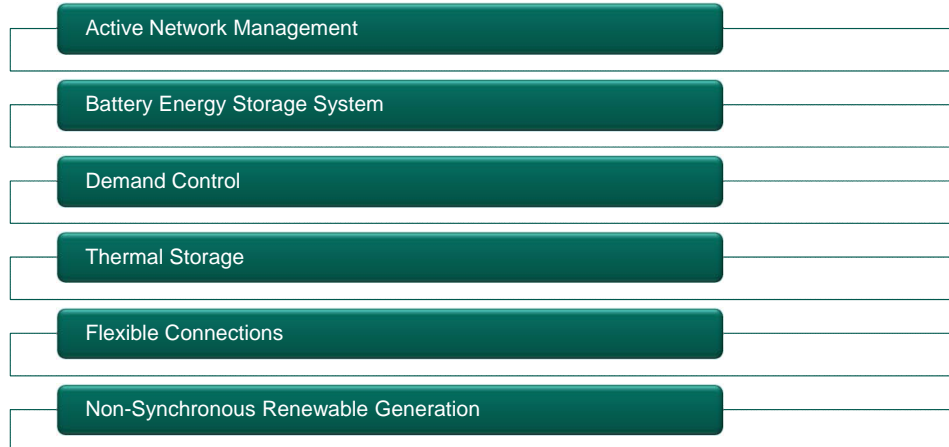 Active Network Management
Battery Energy Storage System
Demand Control
Thermal Storage
Flexible Connections
Non-Synchronous Renewable Generation